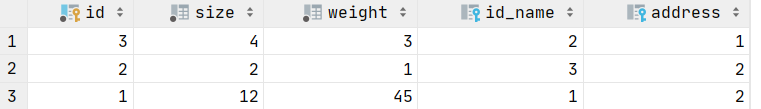 id size weight id_name address
1 3 4 3 2 1
2 2 2 1 3 2
3 1 12 45 1 2